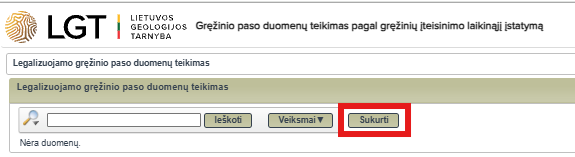 LGT
LIETUVOS
GEOLOGIJOS
TARNYBA
Gręžinio paso duomenų teikimas pagal gręžinių įteisinimo laikinąjį įstatymą
Legalizuojamo gręžinio paso duomenų teikimas
Legalizuojamo gręžinio paso duomenų teikimas
Ieškoti Veiksmai▼ Sukurti
Nėra duomenų.